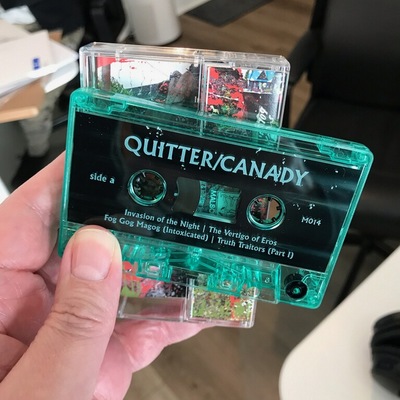 QUITTER/CANADY
side a
M014
Invasion of the Night | The Vertigo of Eros
Fog Gog Magog (Intoxicated) | Truth Traitors (Part I)